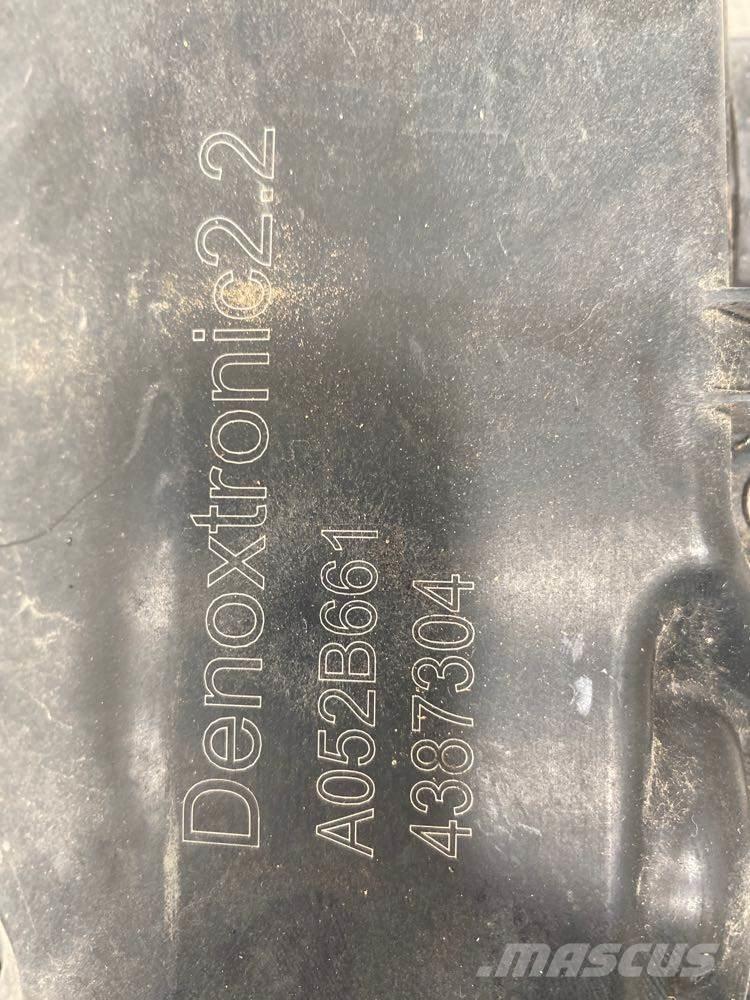 Denoxtronic2.2
A052B661
4387304
MASCUS